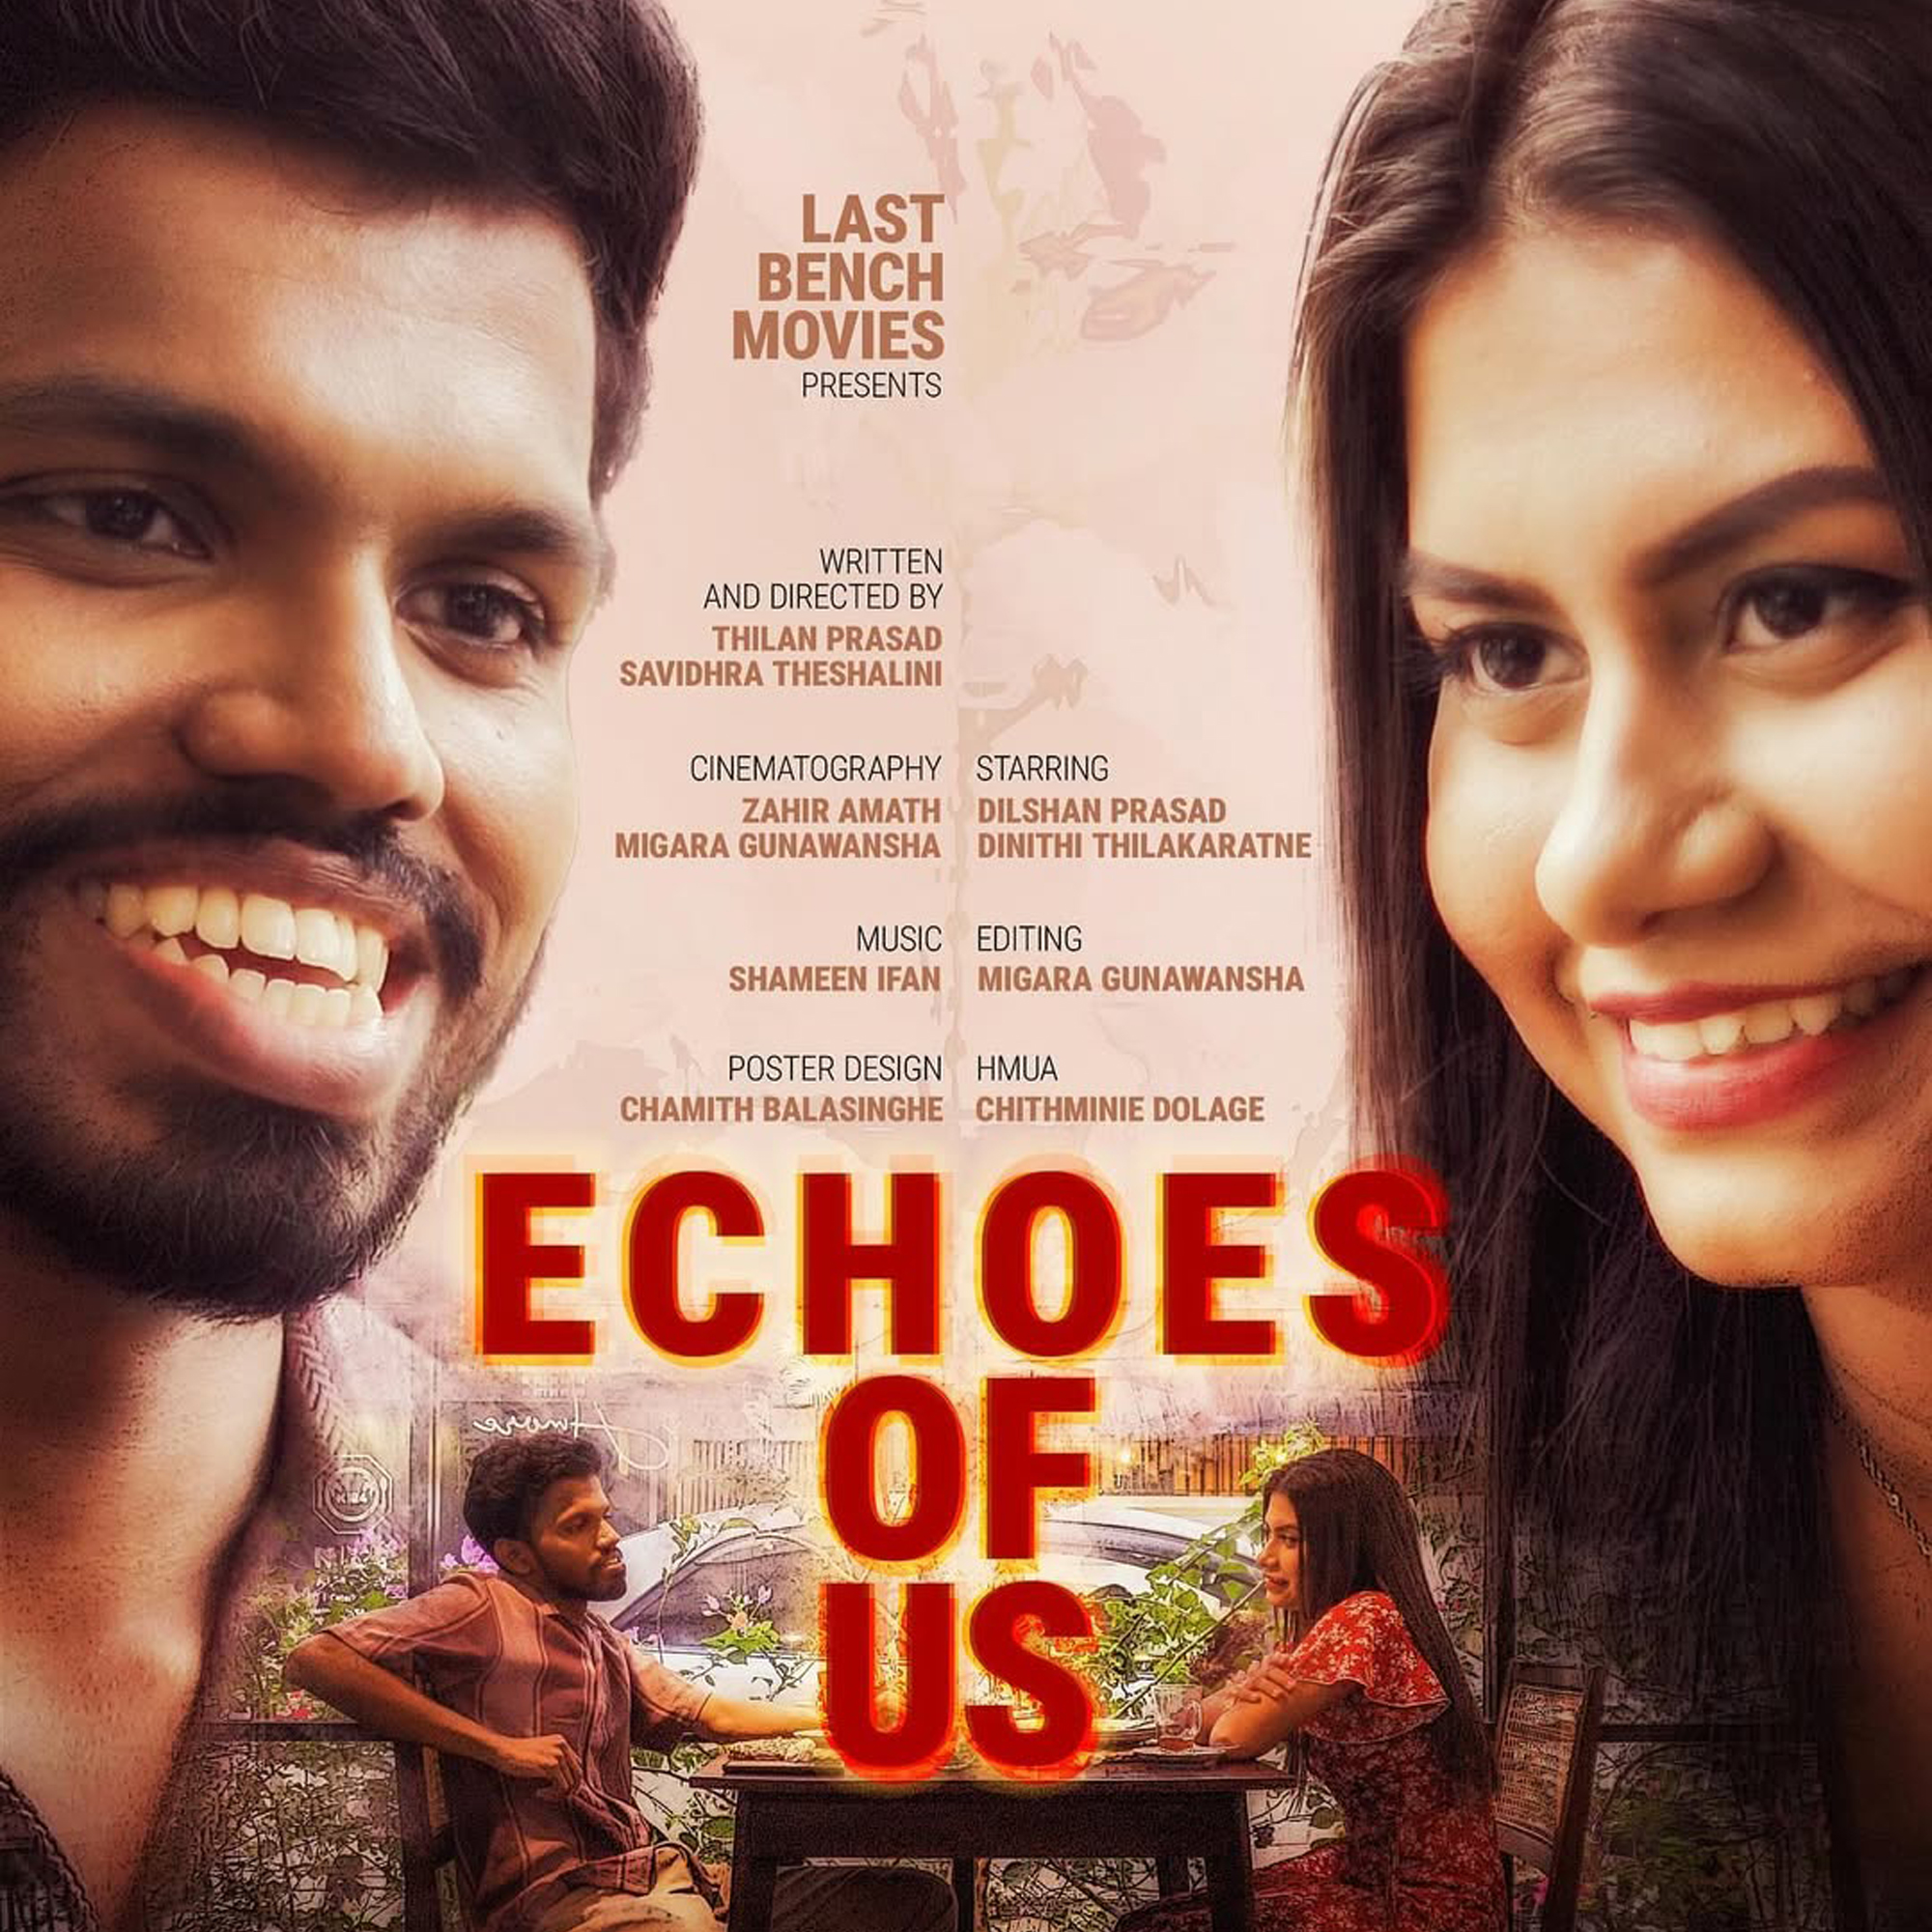 LAST
BENCH
MOVIES
PRESENTS
WRITTEN
AND DIRECTED BY
THILAN PRASAD
SAVIDHRA THESHALINI
CINEMATOGRAPHY
ZAHIR AMATH
MIGARA GUNAWANSHA
STARRING
DILSHAN PRASAD
DINITHI THILAKARATNE
MUSIC
SHAMEEN IFAN
EDITING
MIGARA GUNAWANSHA
POSTER DESIGN
CHAMITH BALASINGHE
HMUA
CHITHMINIE DOLAGE
ECHOES
OF
US